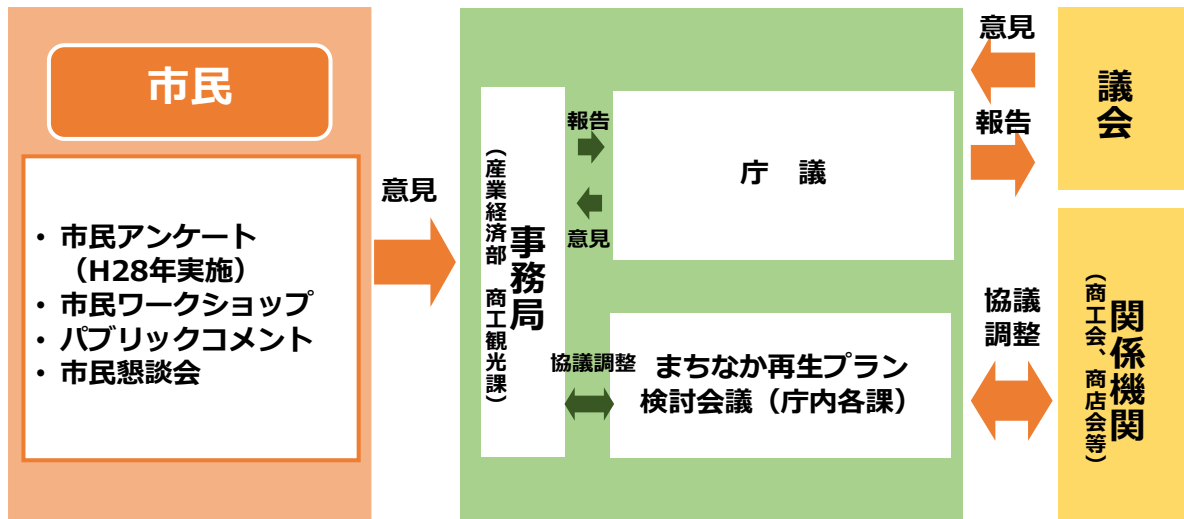 市民
・ 市民アンケート
（H28年実施）
・ 市民ワークショップ
・ パブリックコメント
・ 市民懇談会
意見
事務局
（産業経済部　商工観光課）
報告
意見
庁　議
協議調整
まちなか再生プラン
検討会議（庁内各課）
意見
報告
議会
協議
調整
関係機関
（商工会、商店会等）